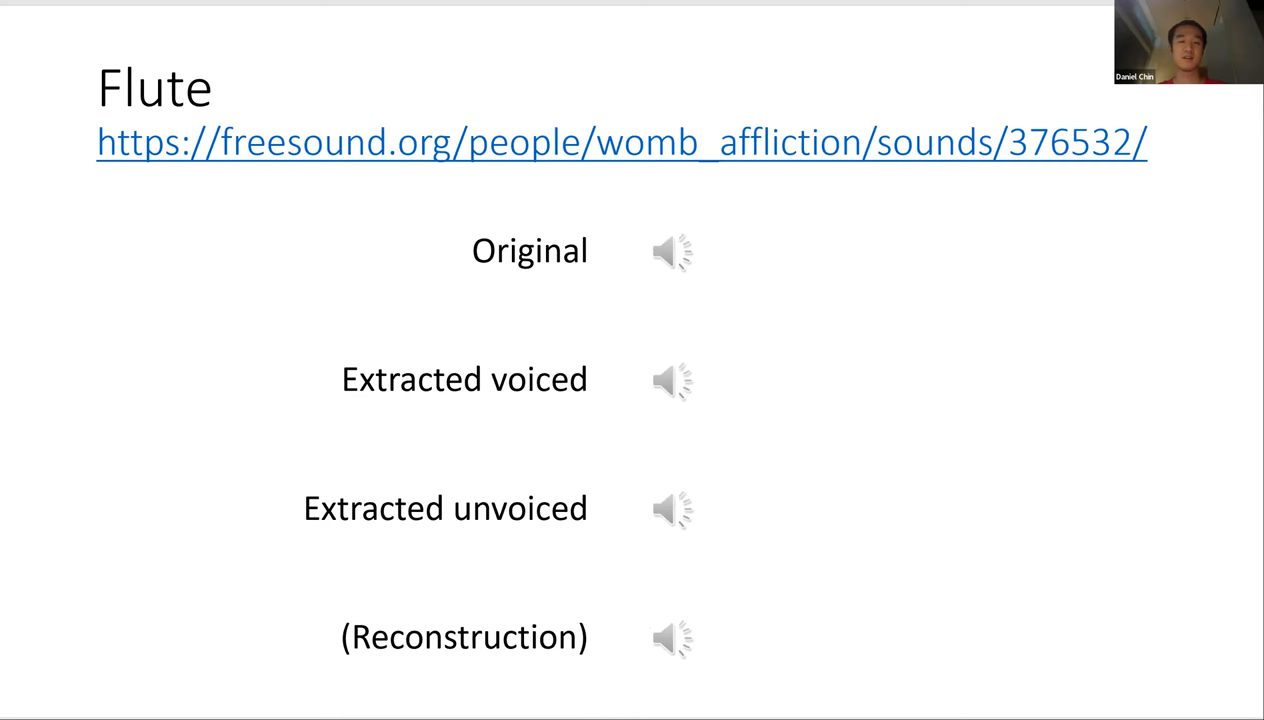 Flute
https://freesound.org/people/womb_affliction/sounds/376532/
Original
Extracted voiced
Extracted unvoiced
(Reconstruction)
Daniel Chin